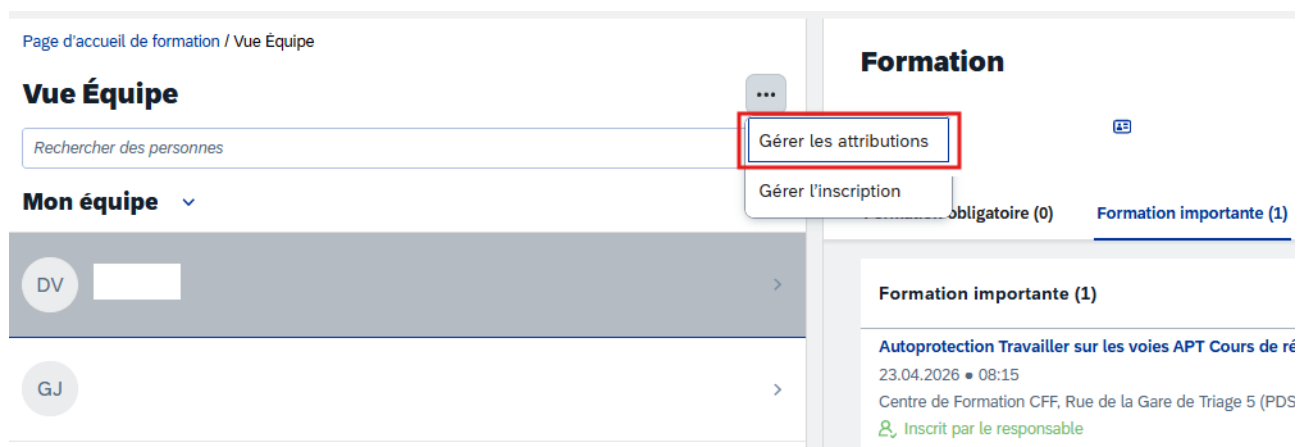 Page d'accueil de formation / Vue Équipe
Vue Équipe
Rechercher des personnes
Mon équipe
DV
GJ
Gérer les attributions
Gérer l'inscription
Formation
obligatoire (0) Formation importante (1)
Formation importante (1)
Autoprotection Travailler sur les voies APT Cours de ré
23.04.2026 • 08:15
Centre de Formation CFF, Rue de la Gare de Triage 5 (PDS
Inscrit par le responsable